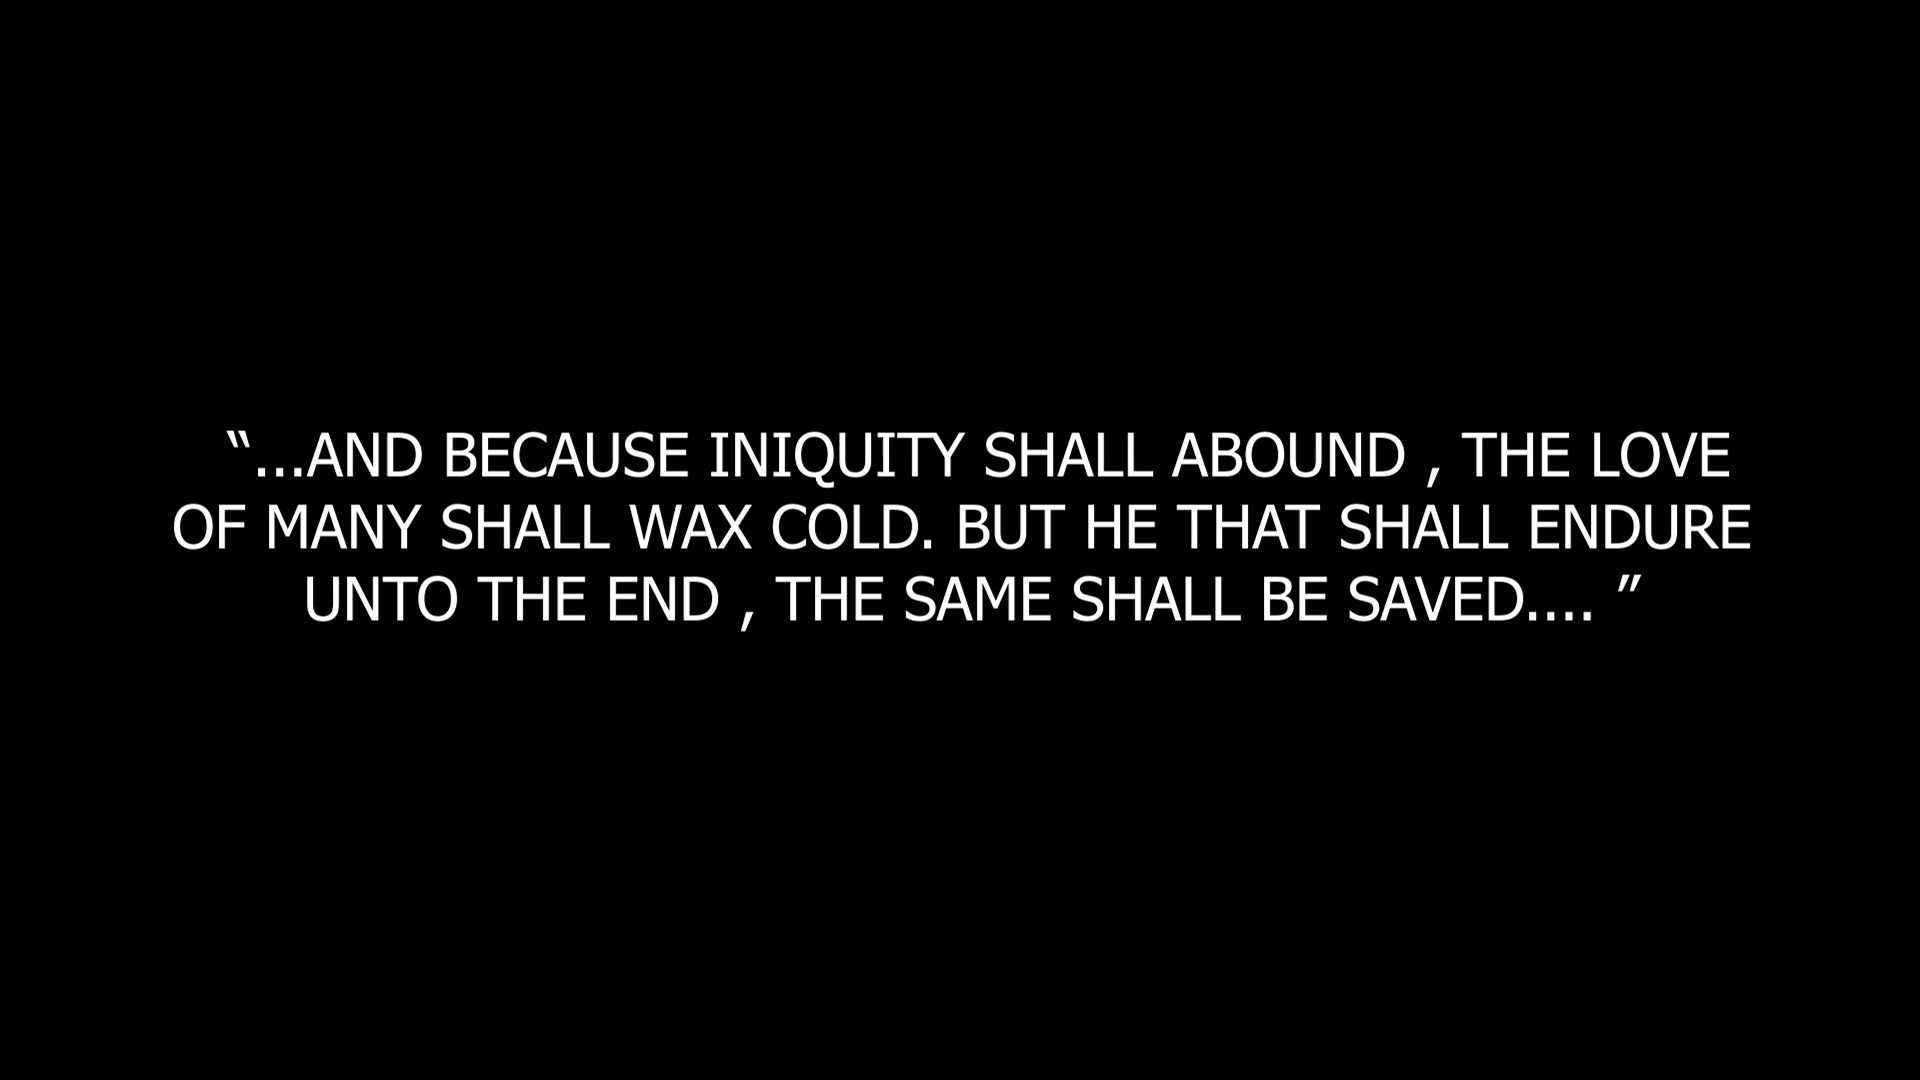 “...AND BECAUSE INIQUITY SHALL ABOUND , THE LOVE
OF MANY SHALL WAX COLD. BUT HE THAT SHALL ENDURE
UNTO THE END , THE SAME SHALL BE SAVED.... ”